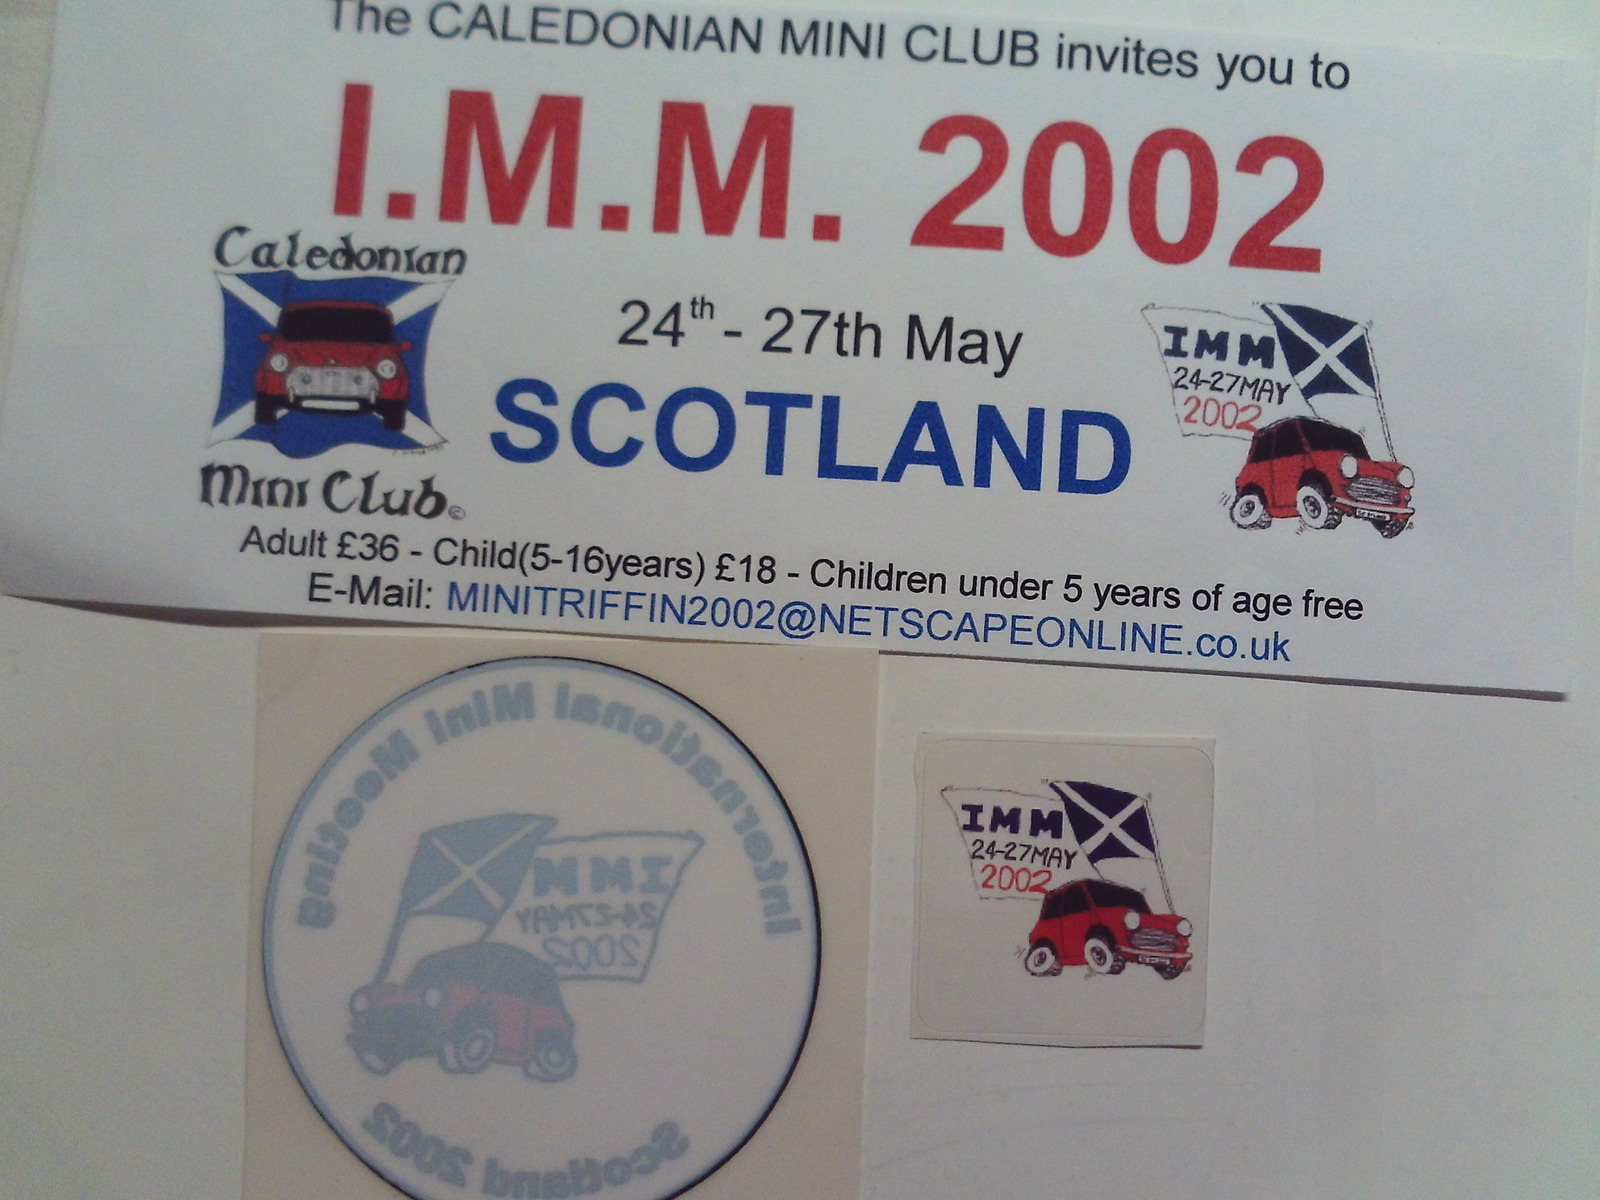 The CALEDONIAN MINI CLUB invites you to
I.M.M. 2002
Caledonian
Mini Club©
24th - 27th May
SCOTLAND
IMM
24-27MAY
2002
Adult £36 - Child(5-16years) £18 - Children under 5 years of age free
E-Mail: MINITRIFFIN2002@NETSCAPEONLINE.co.uk
International Mini Meeting
IMM
24-27MAY
2002
Scotland 2002
IMM
24-27MAY
2002